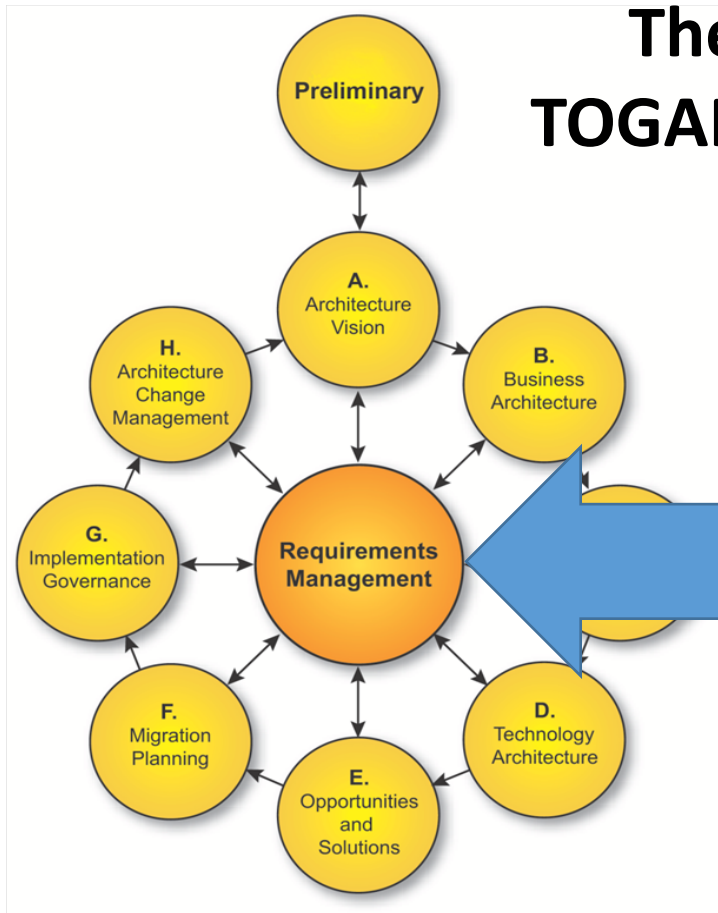 The
TOGAF
Preliminary
A.
Architecture
Vision
B.
Business
Architecture
D.
Technology
Architecture
E.
Opportunities
and
Solutions
F.
Migration
Planning
G.
Implementation
Governance
H.
Architecture
Change
Management
Requirements
Management